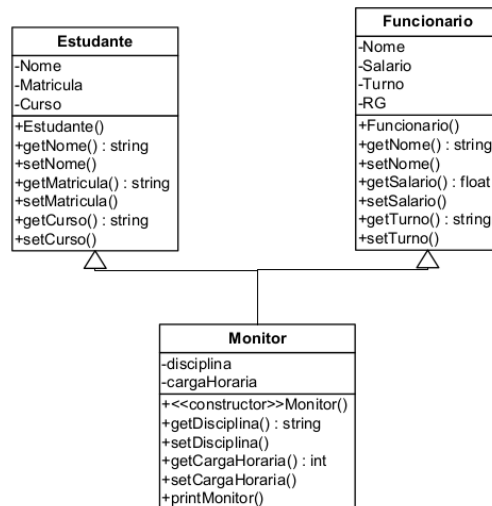 Estudante
-Nome
-Matricula
-Curso
+Estudante()
+getNome() : string
+setNome()
+getMatricula() : string
+setMatricula()
+getCurso() : string
+setCurso()
Funcionario
-Nome
-Salario
-Turno
-RG
+Funcionario()
+getNome() : string
+setNome()
+getSalario() : float
+setSalario()
+getTurno() : string
+setTurno()
Monitor
-disciplina
-cargaHoraria
+<<constructor>>Monitor()
+getDisciplina() : string
+setDisciplina()
+getCargaHoraria() : int
+setCargaHoraria()
+printMonitor()